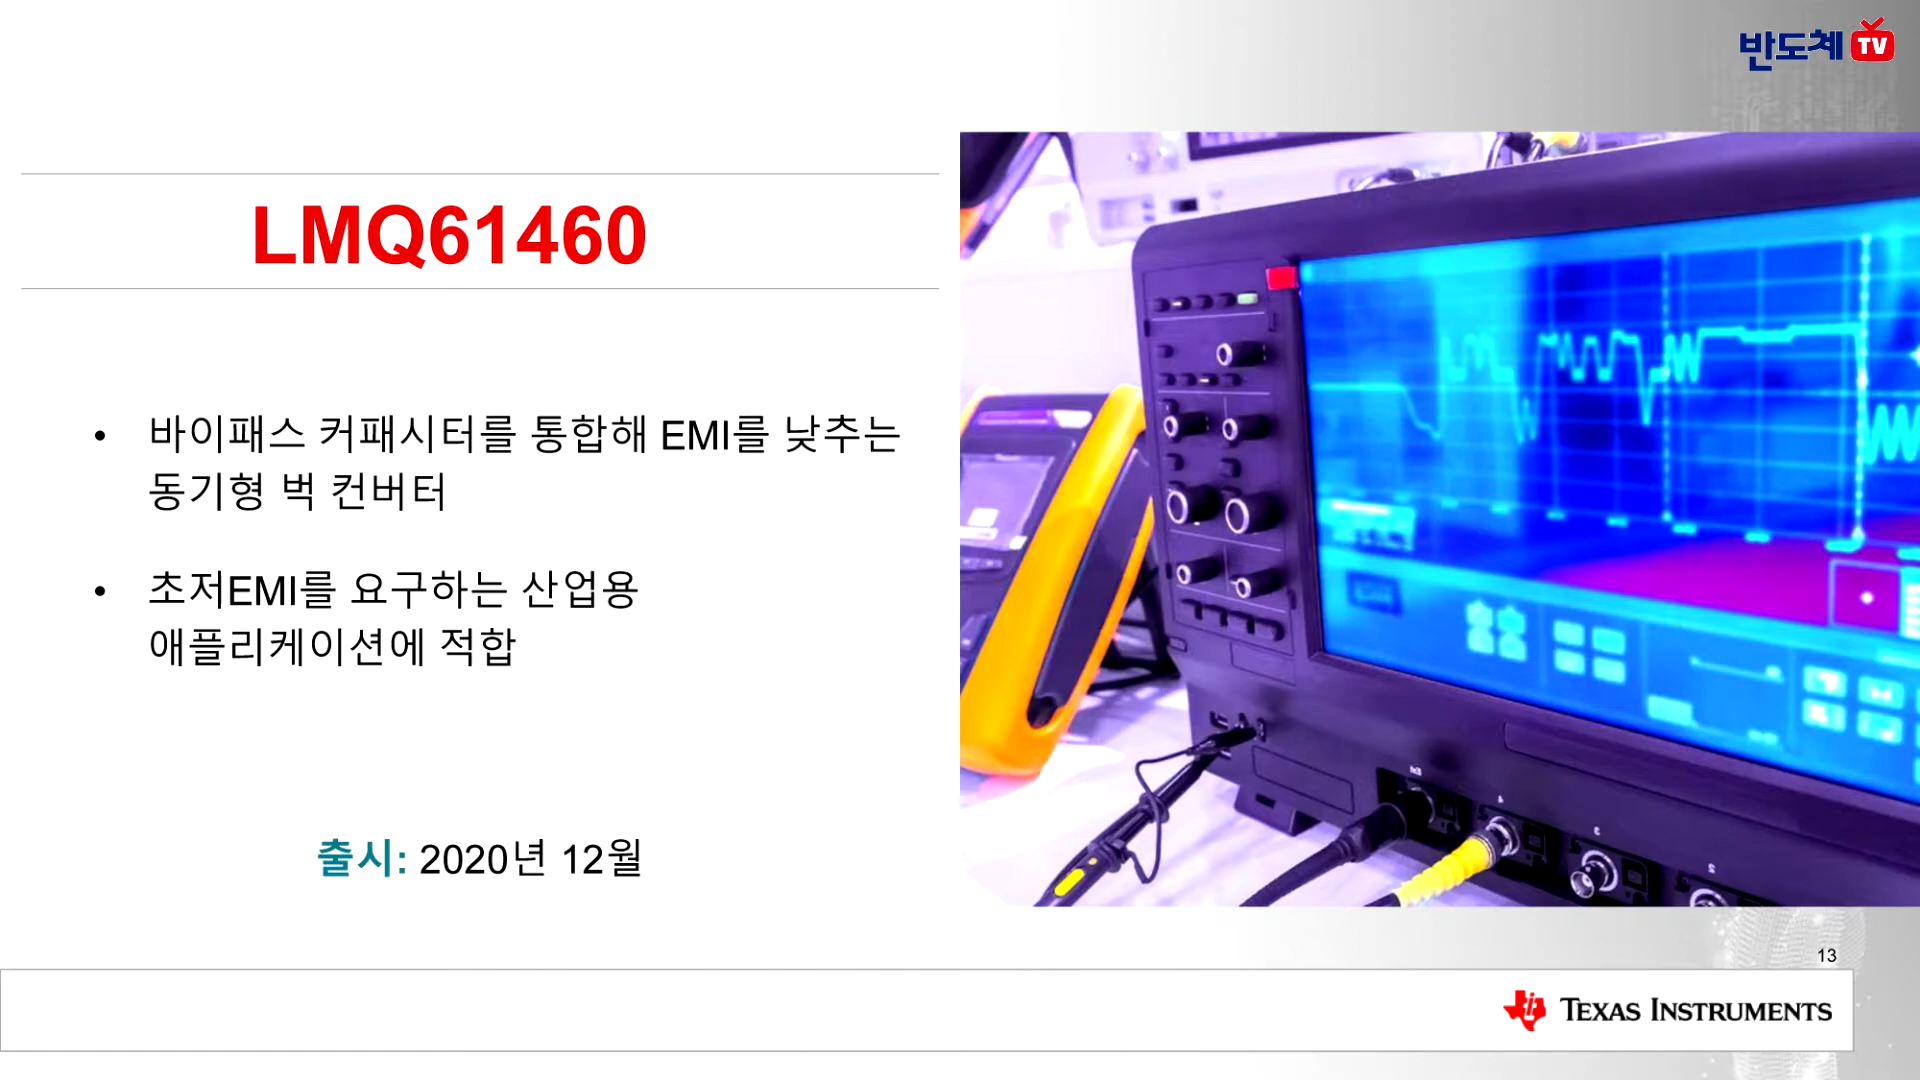 반도체 TV
LMQ61460
• 바이패스 커패시터를 통합해 EMI를 낮추는
동기형 벅 컨버터
• 초저EMI를 요구하는 산업용
애플리케이션에 적합
출시: 2020년 12월
13
TEXAS INSTRUMENTS